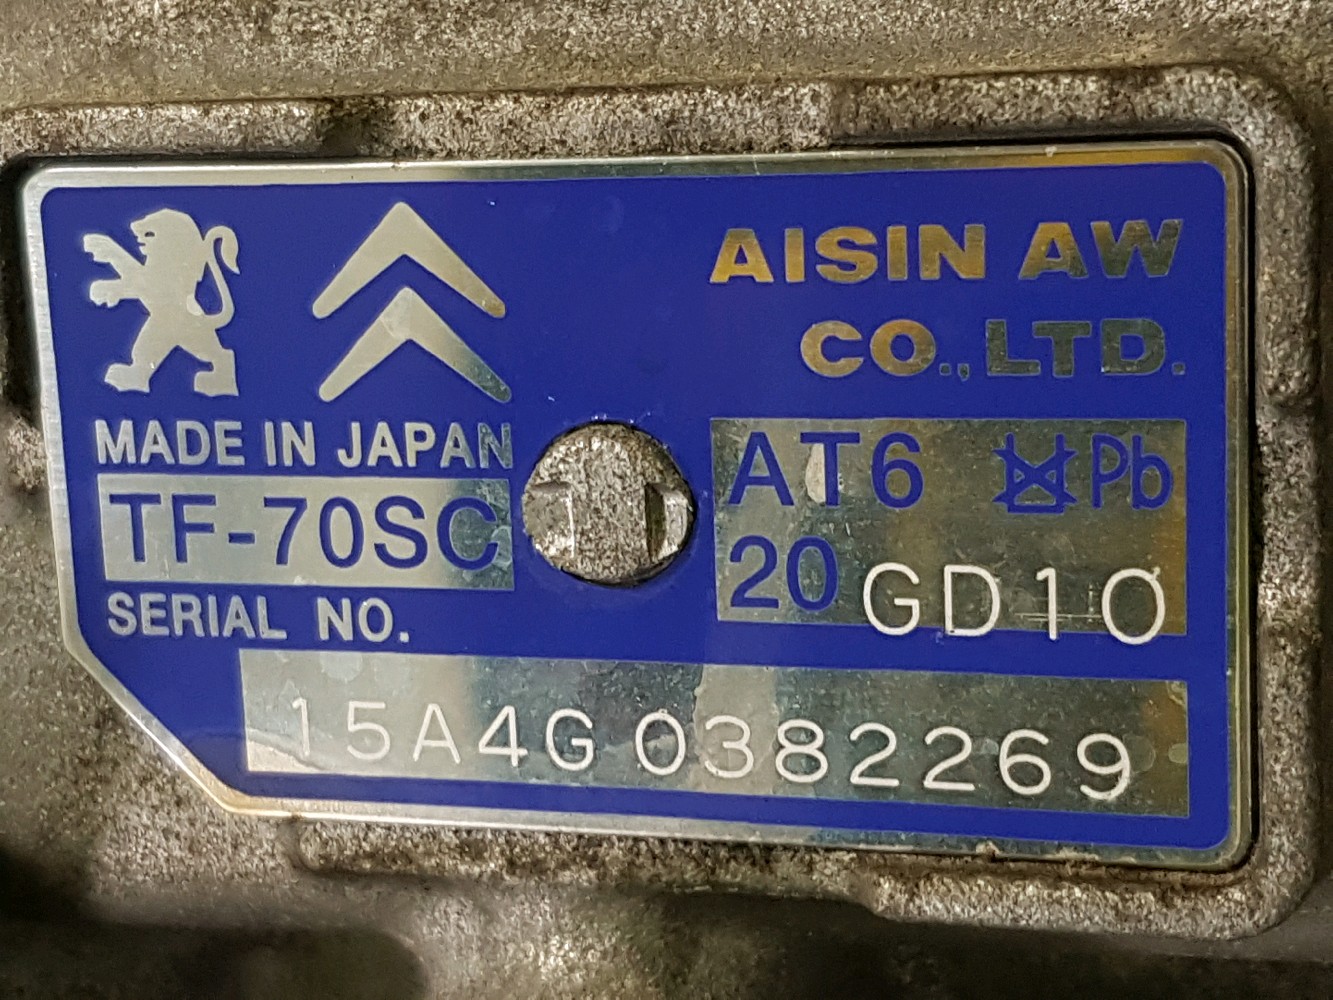 AISIN AW
CO., LTD.
MADE IN JAPAN
TF-70SC
AT6 Pb
20 GD10
SERIAL NO.
15A4G 0382269